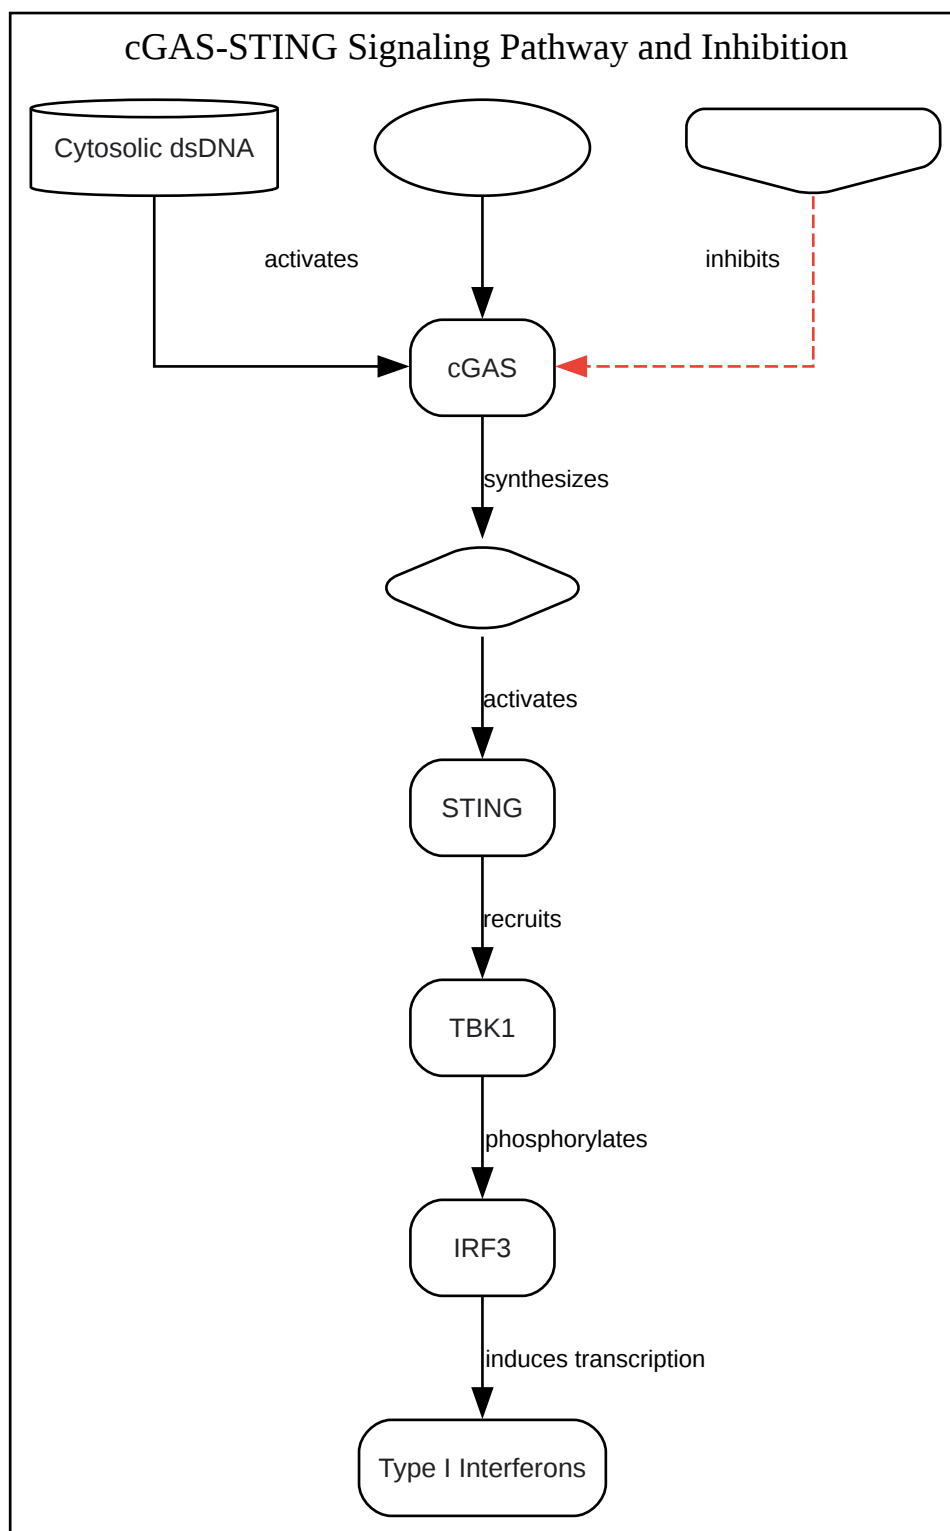 cGAS-STING Signaling Pathway and Inhibition
Cytosolic dsDNA
activates
inhibits
cGAS
synthesizes
activates
STING
recruits
TBK1
phosphorylates
IRF3
induces transcription
Type I Interferons